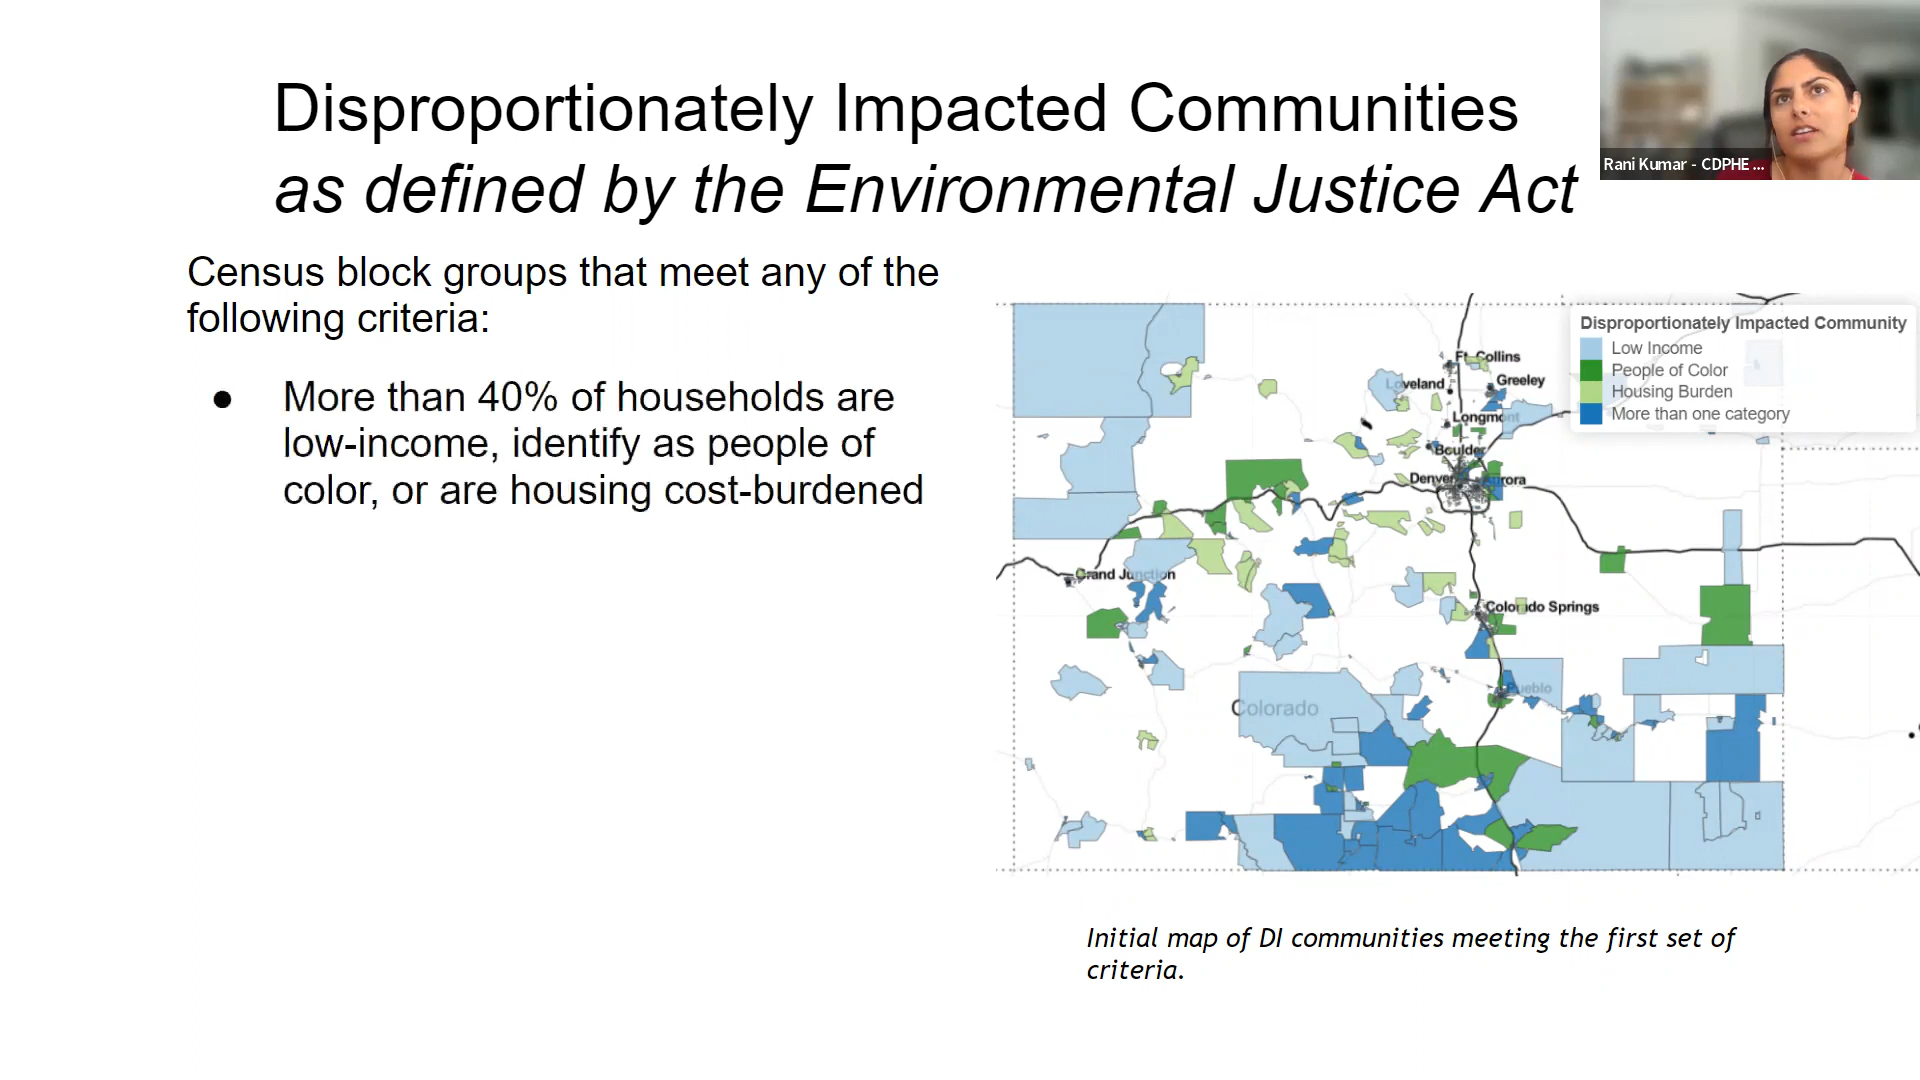 Disproportionately Impacted Communities
as defined by the Environmental Justice Act
Rani Kumar - CDPHE ...
Census block groups that meet any of the
following criteria:
● More than 40% of households are
low-income, identify as people of
color, or are housing cost-burdened
Disproportionately Impacted Community
Low Income
People of Color
Housing Burden
More than one category
Ft. Collins
Loveland
Greeley
Longmont
Boulder
Denver
Aurora
Grand Junction
Colorado Springs
Pueblo
Colorado
Initial map of DI communities meeting the first set of
criteria.